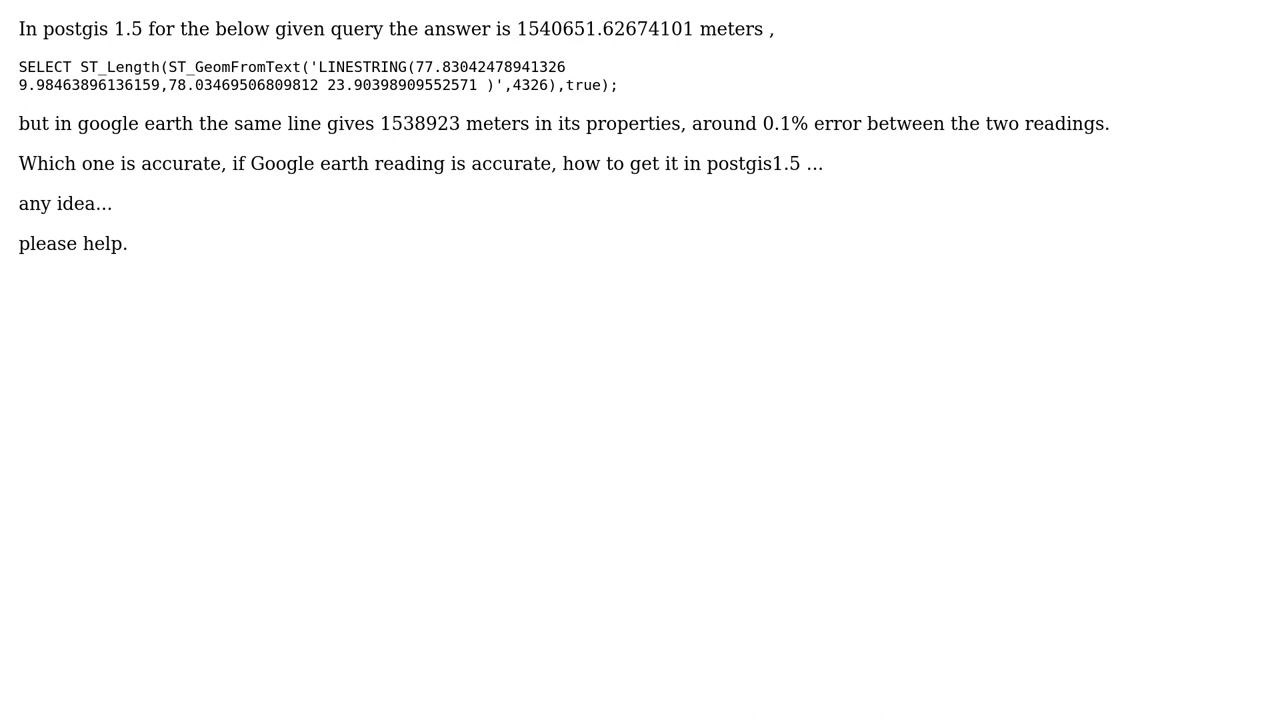 In postgis 1.5 for the below given query the answer is 1540651.62674101 meters ,
SELECT ST_Length(ST_GeomFromText('LINESTRING(77.83042478941326
9.98463896136159,78.03469506809812 23.90398909552571 )',4326),true);
but in google earth the same line gives 1538923 meters in its properties, around 0.1% error between the two readings.
Which one is accurate, if Google earth reading is accurate, how to get it in postgis1.5 ...
any idea...
please help.